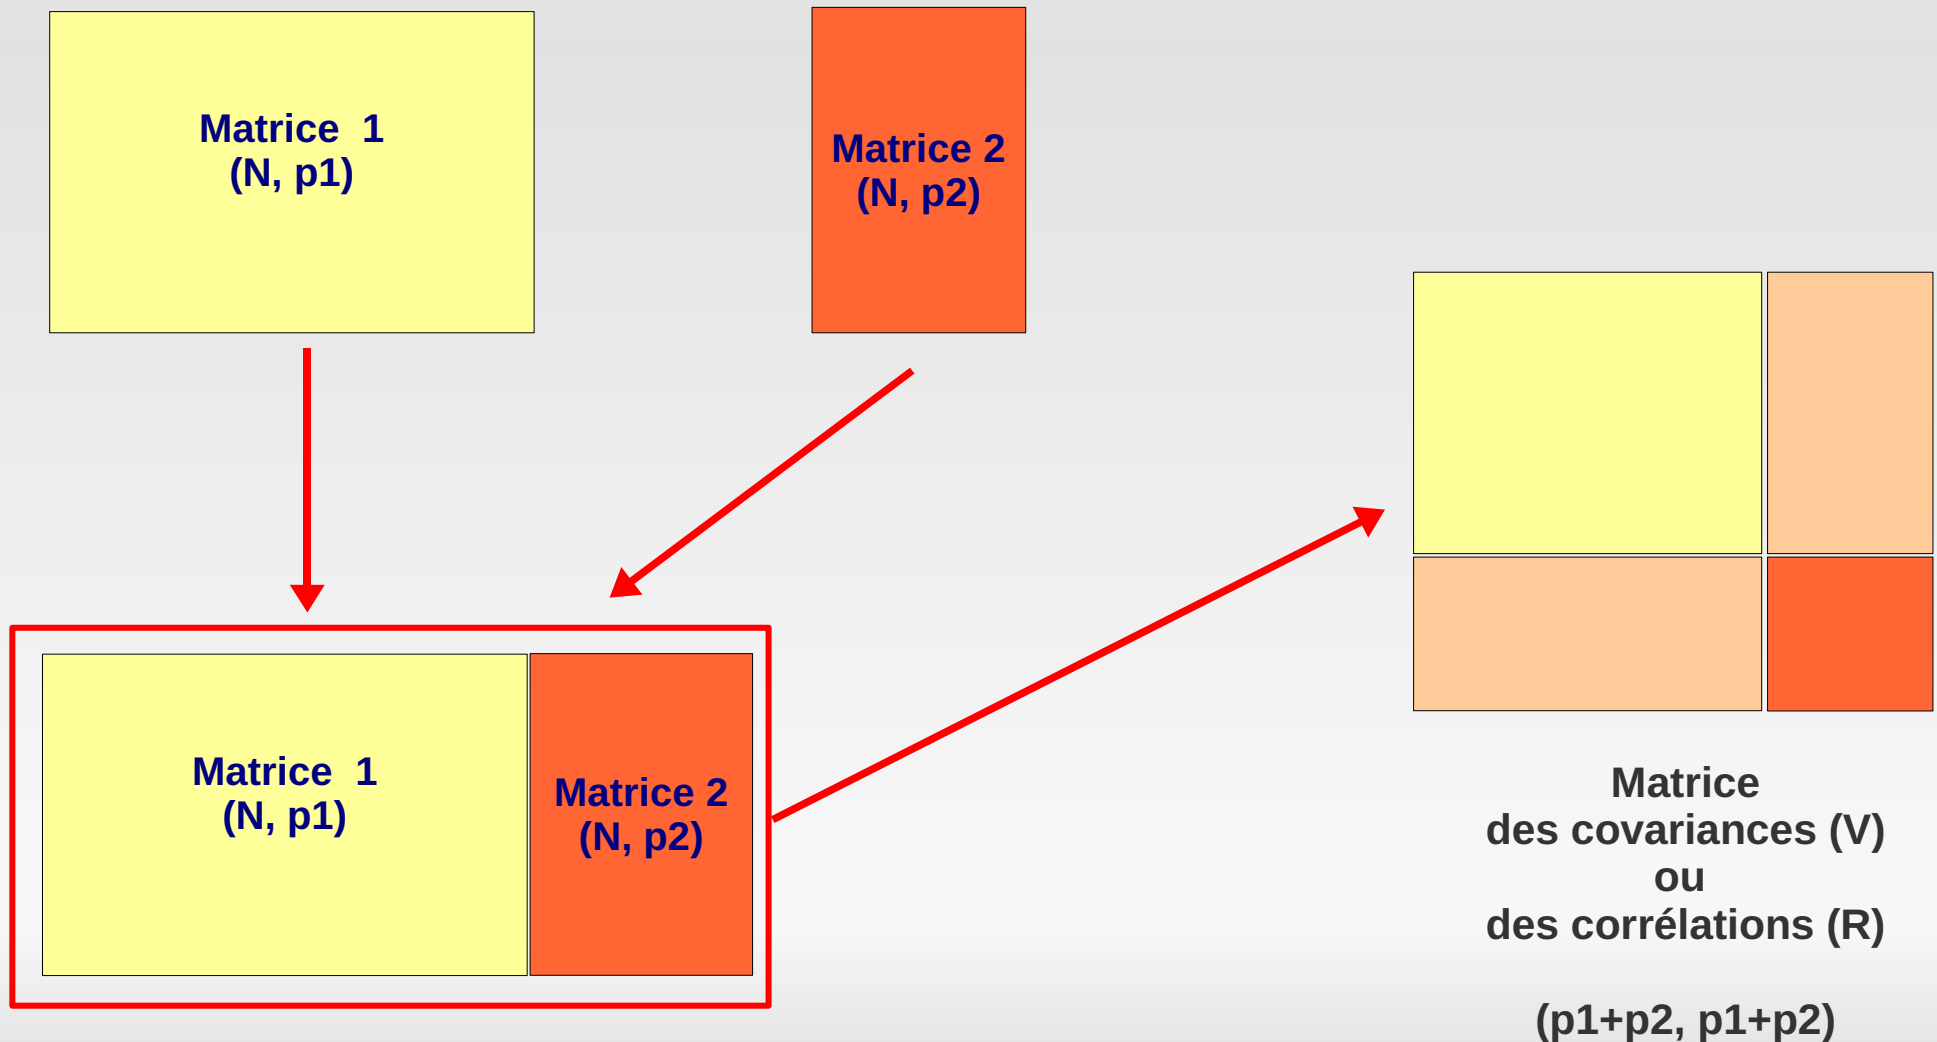 Matrice 1
(N, p1)
Matrice 2
(N, p2)
Matrice 1
(N, p1)
Matrice 2
(N, p2)
Matrice
des covariances (V)
ou
des corrélations (R)
(p1+p2, p1+p2)